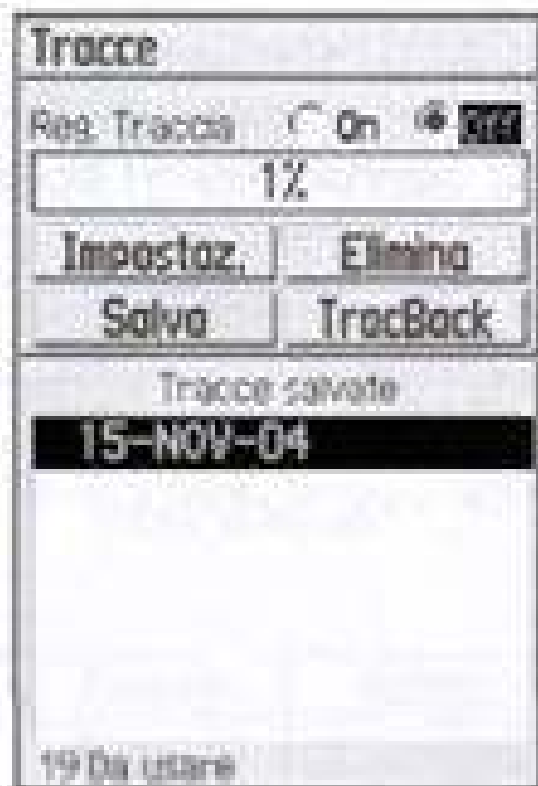 Tracce
Reg. Traccia On Off
1%
Impostaz. Elimina
Salva TracBack
Tracce salvate
15-NOV-04
19 Da usare